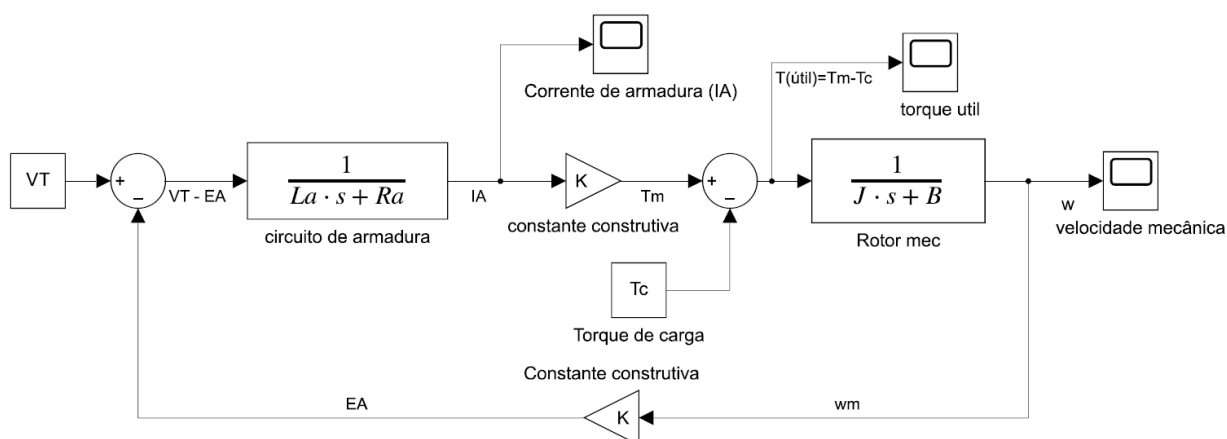 Corrente de armadura (IA)
T(útil)=Tm-Tc
torque util
VT
+
−
VT - EA
1
La · s + Ra
circuito de armadura
IA
K
constante construtiva
Tm
+
−
1
J · s + B
Rotor mec
w
velocidade mecânica
Tc
Torque de carga
Constante construtiva
EA
K
wm